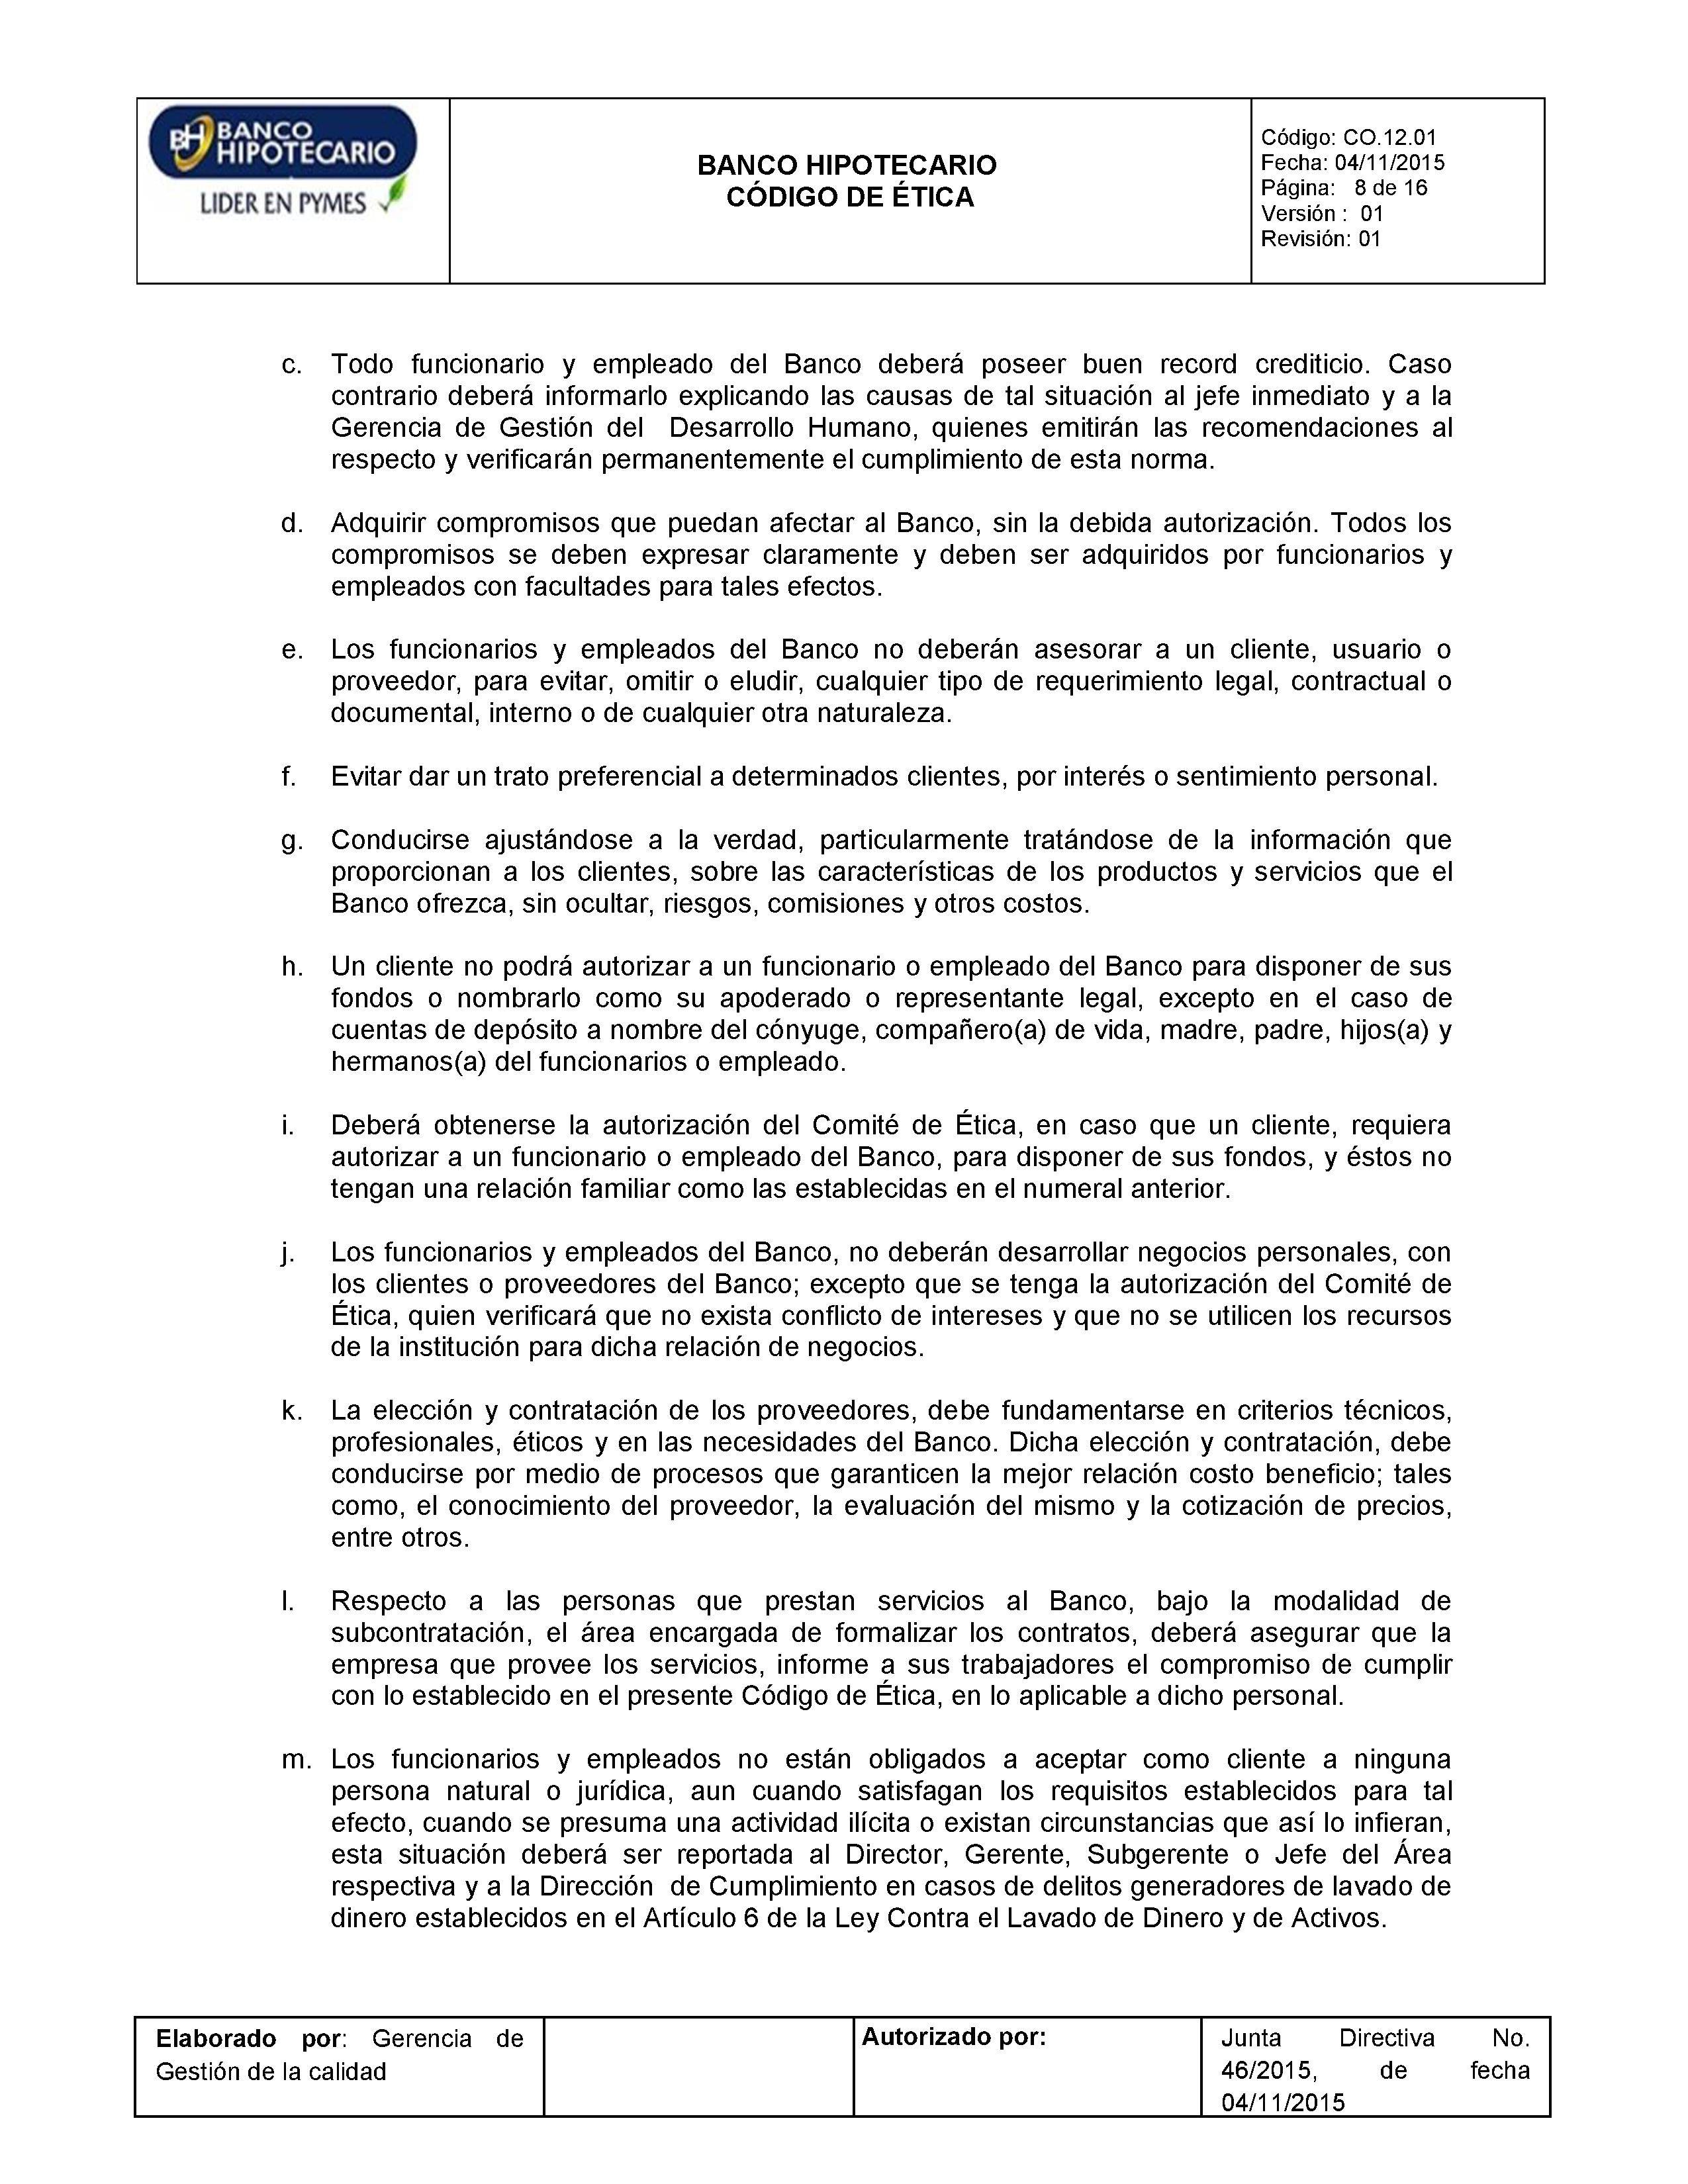 BANCO
HIPOTECARIO
LIDER EN PYMES
BANCO HIPOTECARIO
CÓDIGO DE ÉTICA
Código: CO.12.01
Fecha: 04/11/2015
Página: 8 de 16
Versión : 01
Revisión: 01
c. Todo funcionario y empleado del Banco deberá poseer buen record crediticio. Caso
contrario deberá informarlo explicando las causas de tal situación al jefe inmediato y a la
Gerencia de Gestión del Desarrollo Humano, quienes emitirán las recomendaciones al
respecto y verificarán permanentemente el cumplimiento de esta norma.
d. Adquirir compromisos que puedan afectar al Banco, sin la debida autorización. Todos los
compromisos se deben expresar claramente y deben ser adquiridos por funcionarios y
empleados con facultades para tales efectos.
e. Los funcionarios y empleados del Banco no deberán asesorar a un cliente, usuario o
proveedor, para evitar, omitir o eludir, cualquier tipo de requerimiento legal, contractual o
documental, interno o de cualquier otra naturaleza.
f. Evitar dar un trato preferencial a determinados clientes, por interés o sentimiento personal.
g. Conducirse ajustándose a la verdad, particularmente tratándose de la información que
proporcionan a los clientes, sobre las características de los productos y servicios que el
Banco ofrezca, sin ocultar, riesgos, comisiones y otros costos.
h. Un cliente no podrá autorizar a un funcionario o empleado del Banco para disponer de sus
fondos o nombrarlo como su apoderado o representante legal, excepto en el caso de
cuentas de depósito a nombre del cónyuge, compañero(a) de vida, madre, padre, hijos(a) y
hermanos(a) del funcionarios o empleado.
i. Deberá obtenerse la autorización del Comité de Ética, en caso que un cliente, requiera
autorizar a un funcionario o empleado del Banco, para disponer de sus fondos, y éstos no
tengan una relación familiar como las establecidas en el numeral anterior.
j. Los funcionarios y empleados del Banco, no deberán desarrollar negocios personales, con
los clientes o proveedores del Banco; excepto que se tenga la autorización del Comité de
Ética, quien verificará que no exista conflicto de intereses y que no se utilicen los recursos
de la institución para dicha relación de negocios.
k. La elección y contratación de los proveedores, debe fundamentarse en criterios técnicos,
profesionales, éticos y en las necesidades del Banco. Dicha elección y contratación, debe
conducirse por medio de procesos que garanticen la mejor relación costo beneficio; tales
como, el conocimiento del proveedor, la evaluación del mismo y la cotización de precios,
entre otros.
l. Respecto a las personas que prestan servicios al Banco, bajo la modalidad de
subcontratación, el área encargada de formalizar los contratos, deberá asegurar que la
empresa que provee los servicios, informe a sus trabajadores el compromiso de cumplir
con lo establecido en el presente Código de Ética, en lo aplicable a dicho personal.
m. Los funcionarios y empleados no están obligados a aceptar como cliente a ninguna
persona natural o jurídica, aun cuando satisfagan los requisitos establecidos para tal
efecto, cuando se presuma una actividad ilícita o existan circunstancias que así lo infieran,
esta situación deberá ser reportada al Director, Gerente, Subgerente o Jefe del Área
respectiva y a la Dirección de Cumplimiento en casos de delitos generadores de lavado de
dinero establecidos en el Artículo 6 de la Ley Contra el Lavado de Dinero y de Activos.
Elaborado por: Gerencia de
Gestión de la calidad
Autorizado por:
Junta Directiva No.
46/2015, de fecha
04/11/2015